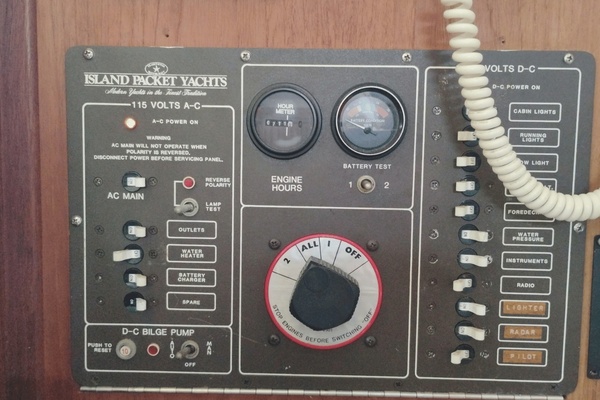 ISLAND PACKET YACHTS
Modern Yachts in the Finest Tradition
115 VOLTS A-C
A-C POWER ON
WARNING
AC MAIN WILL NOT OPERATE WHEN
POLARITY IS REVERSED.
DISCONNECT POWER BEFORE SERVICING PANEL.
AC MAIN
REVERSE
POLARITY
LAMP
TEST
OUTLETS
WATER
HEATER
BATTERY
CHARGER
SPARE
D-C BILGE PUMP
PUSH TO
RESET
AUTO
MAN
OFF
HOUR
METER
BATTERY TEST
ENGINE
HOURS
1
2
2
ALL
1
OFF
STOP ENGINES BEFORE SWITCHING "OFF"
VOLTS D-C
D-C POWER ON
CABIN LIGHTS
RUNNING
LIGHTS
LIGHT
FOREDECK
WATER
PRESSURE
INSTRUMENTS
RADIO
LIGHTER
RADAR
PILOT